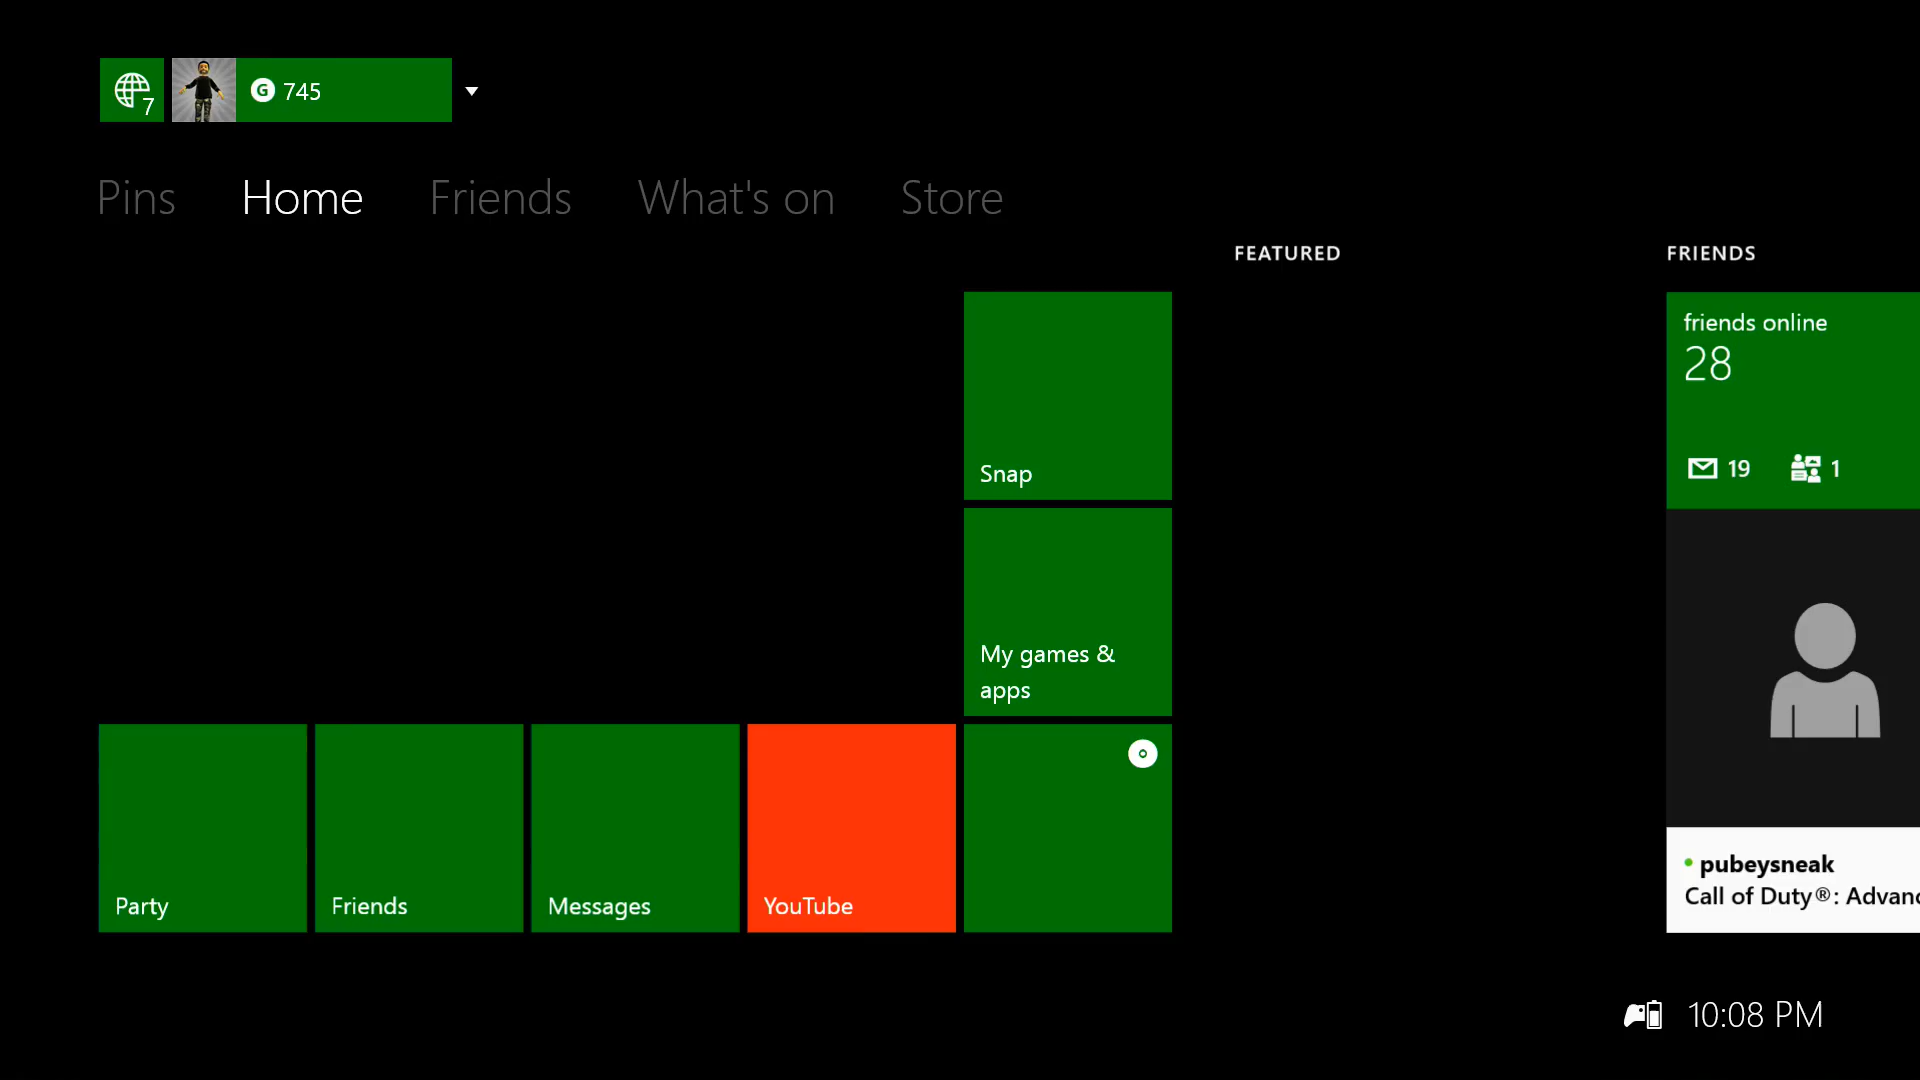 7
G 745
Pins Home Friends What's on Store
FEATURED
FRIENDS
friends online
28
19 1
Snap
My games &
apps
Party
Friends
Messages
YouTube
pubeysneak
Call of Duty®: Advanc
10:08 PM